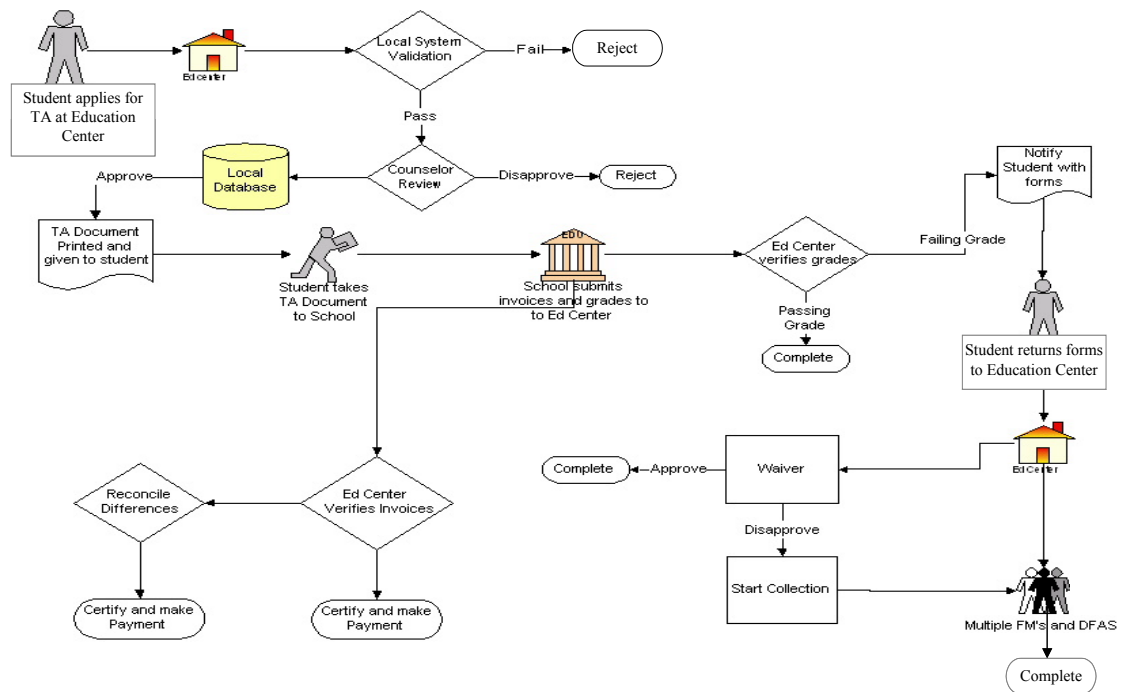 Local System
Validation
Fail
Reject
Edcenter
Student applies for
TA at Education
Center
Pass
Counselor
Review
Disapprove
Reject
Local
Database
Approve
TA Document
Printed and
given to student
Student takes
TA Document
to School
EDU
School submits
invoices and grades to
to Ed Center
Ed Center
verifies grades
Failing Grade
Notify
Student with
forms
Passing
Grade
Complete
Student returns forms
to Education Center
Ed Center
Waiver
Approve
Complete
Disapprove
Start Collection
Multiple FM's and DFAS
Complete
Ed Center
Verifies Invoices
Reconcile
Differences
Certify and make
Payment
Certify and make
Payment